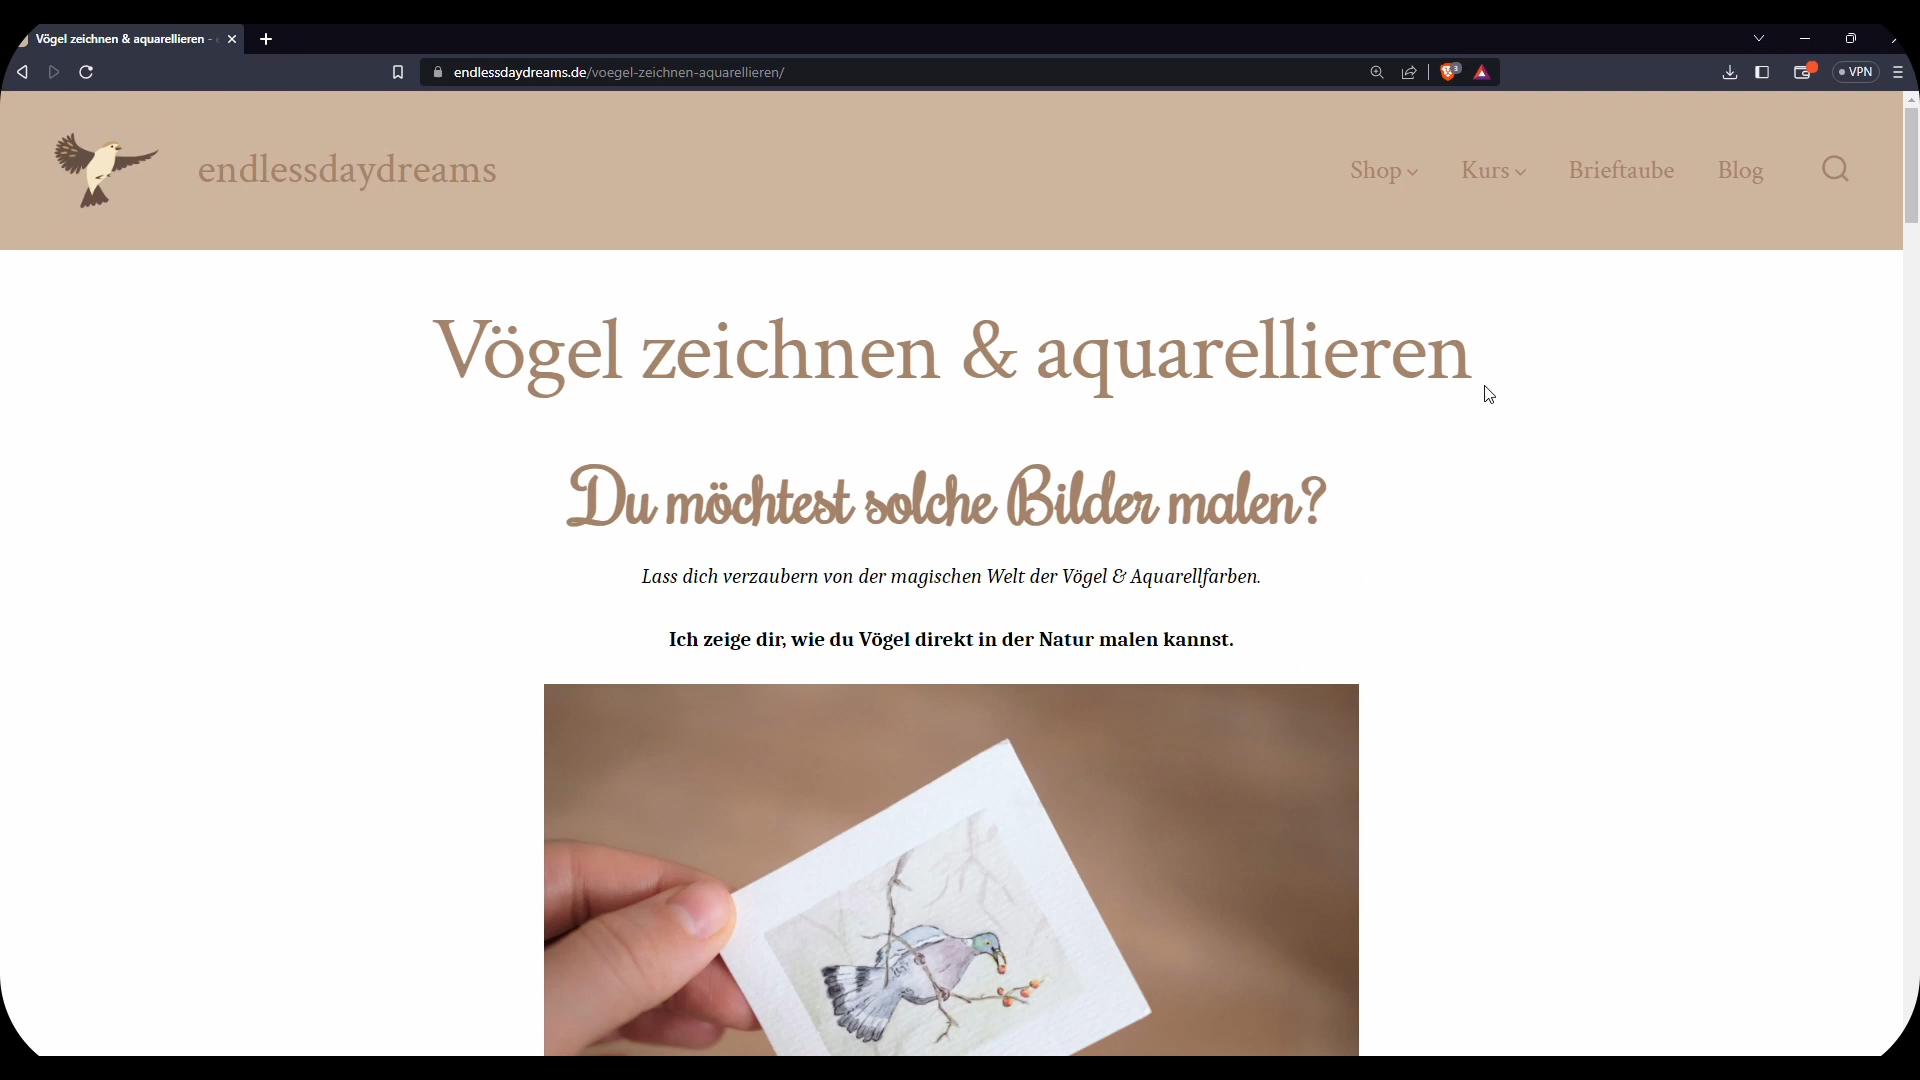 Vögel zeichnen & aquarellieren -
endlessdaydreams.de/voegel-zeichnen-aquarellieren/
3
VPN
endlessdaydreams
Shop
Kurs
Brieftaube
Blog
Vögel zeichnen & aquarellieren
Du möchtest solche Bilder malen?
Lass dich verzaubern von der magischen Welt der Vögel & Aquarellfarben.
Ich zeige dir, wie du Vögel direkt in der Natur malen kannst.